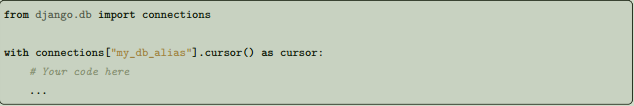 from django.db import connections
with connections["my_db_alias"].cursor() as cursor:
    # Your code here
    ...